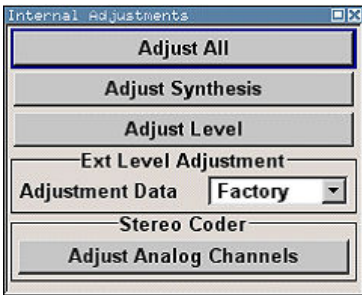 Internal Adjustments
Adjust All
Adjust Synthesis
Adjust Level
Ext Level Adjustment
Adjustment Data Factory
Stereo Coder
Adjust Analog Channels